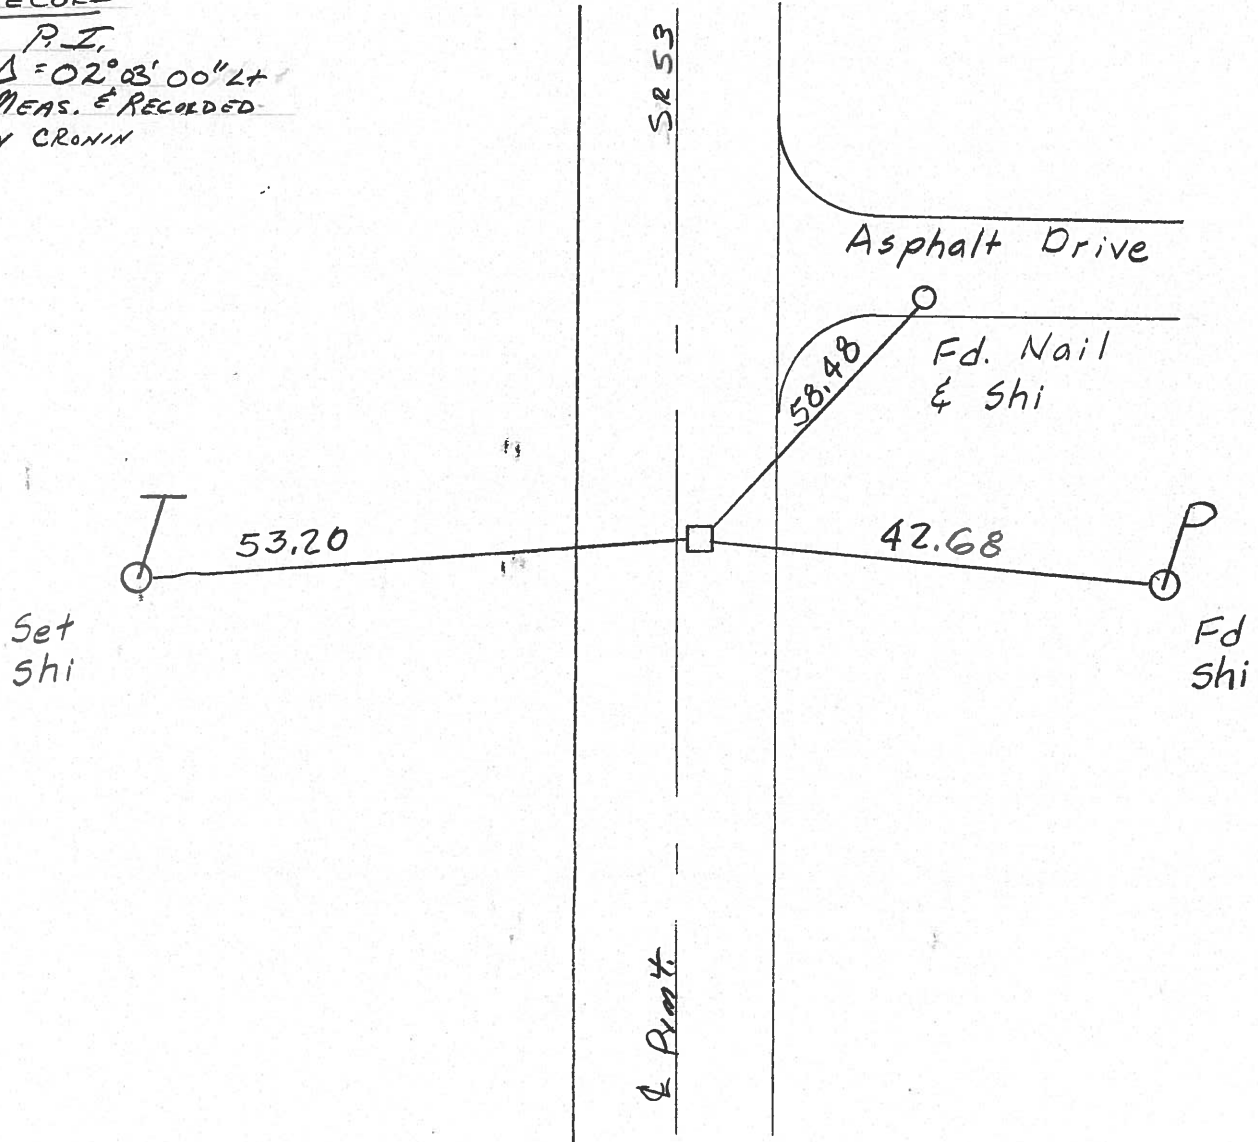 P.I.
Δ = 02° 03' 00" Lt
MEAS. & RECORDED
CRONIN
SR 53
Asphalt Drive
Fd. Nail
& Shi
58.48
53.20
42.68
Set
Shi
Fd
Shi
℄ Pvmt.